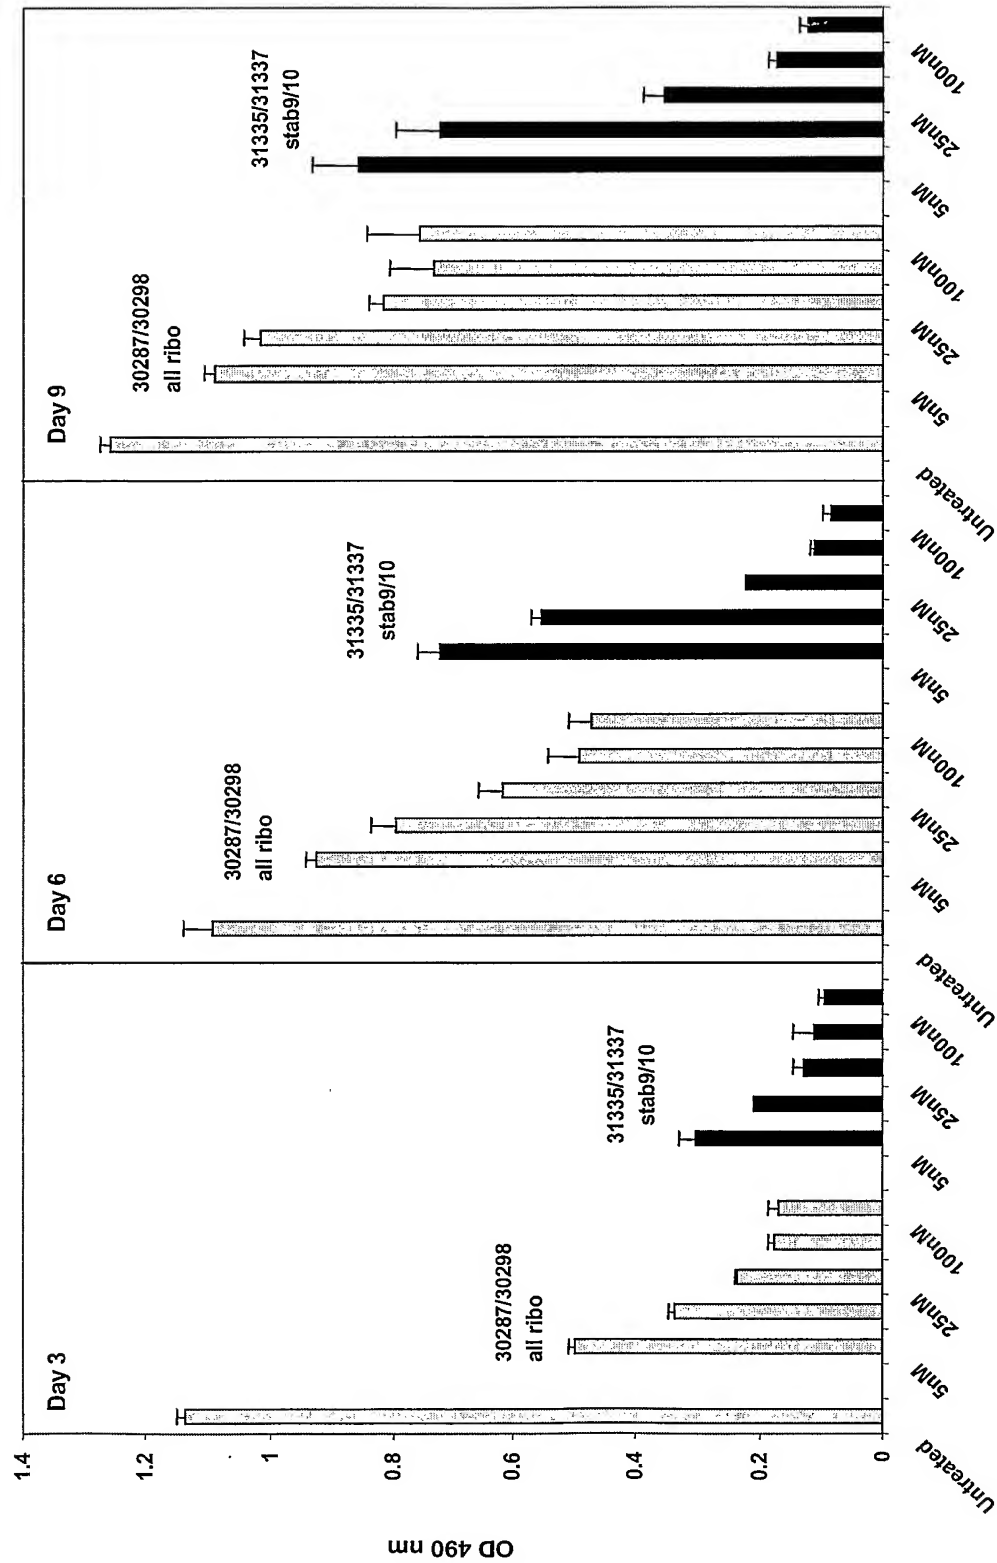 Day 3
Day 6
Day 9
30287/30298
all ribo
31335/31337
stab9/10
30287/30298
all ribo
31335/31337
stab9/10
30287/30298
all ribo
31335/31337
stab9/10
OD 490 nm
1.4
1.2
1
0.8
0.6
0.4
0.2
0
Untreated
5nM
25nM
100nM
5nM
25nM
100nM
Untreated
5nM
25nM
100nM
5nM
25nM
100nM
Untreated
5nM
25nM
100nM
5nM
25nM
100nM